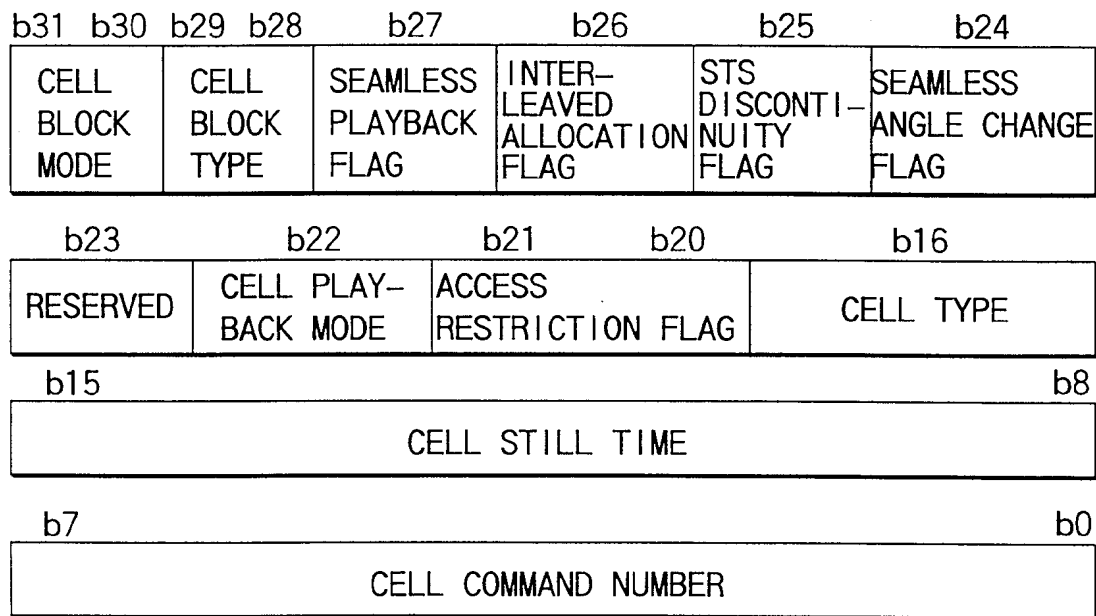 b31 b30 b29 b28 b27 b26 b25 b24
CELL BLOCK MODE
CELL BLOCK TYPE
SEAMLESS PLAYBACK FLAG
INTER–LEAVED ALLOCATION FLAG
STS DISCONTI–NUITY FLAG
SEAMLESS ANGLE CHANGE FLAG
b23 b22 b21 b20 b16
RESERVED
CELL PLAY–BACK MODE
ACCESS RESTRICTION FLAG
CELL TYPE
b15 b8
CELL STILL TIME
b7 b0
CELL COMMAND NUMBER